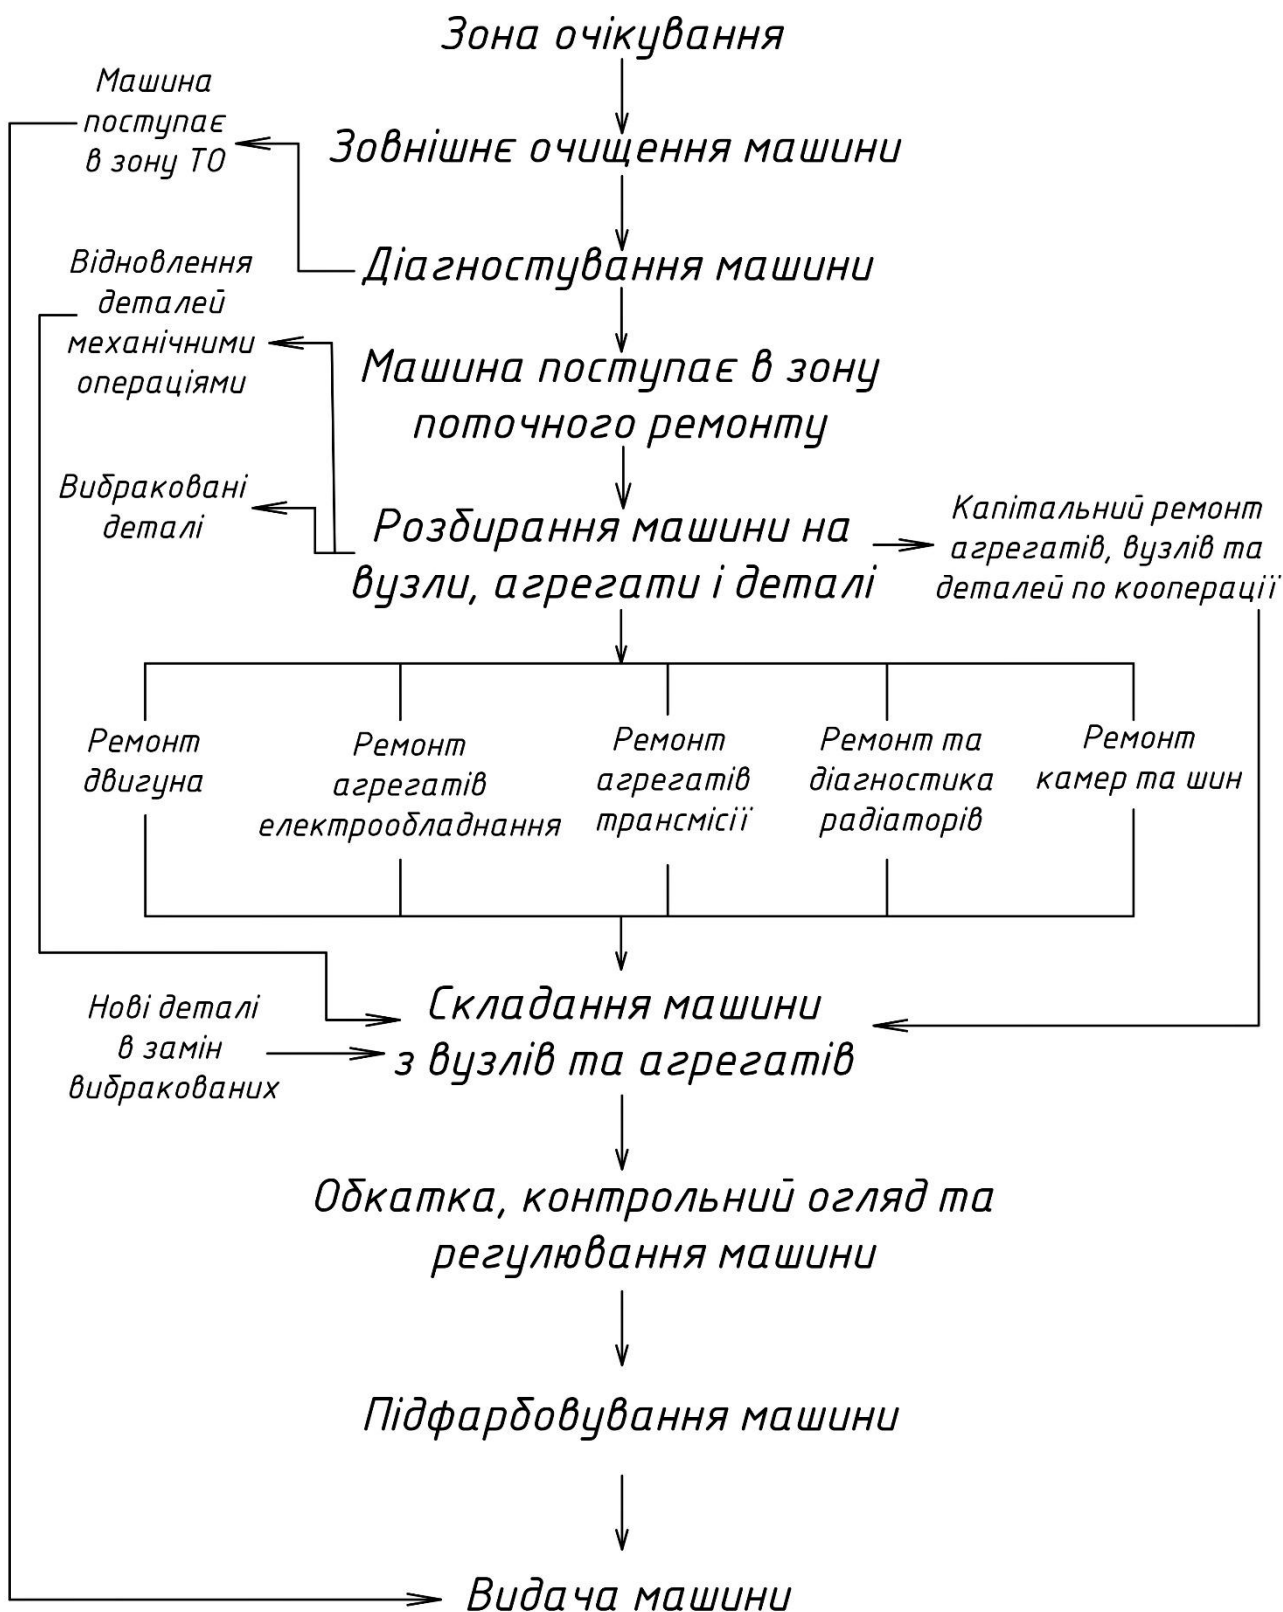 Зона очікування
Машина
поступає
в зону ТО
Зовнішнє очищення машини
Діагностування машини
Відновлення
деталей
механічними
операціями
Машина поступає в зону
поточного ремонту
Вибраковані
деталі
Розбирання машини на
вузли, агрегати і деталі
Капітальний ремонт
агрегатів, вузлів та
деталей по кооперації
Ремонт
двигуна
Ремонт
агрегатів
електрообладнання
Ремонт
агрегатів
трансмісії
Ремонт та
діагностика
радіаторів
Ремонт
камер та шин
Нові деталі
в замін
вибракованих
Складання машини
з вузлів та агрегатів
Обкатка, контрольний огляд та
регулювання машини
Підфарбовування машини
Видача машини